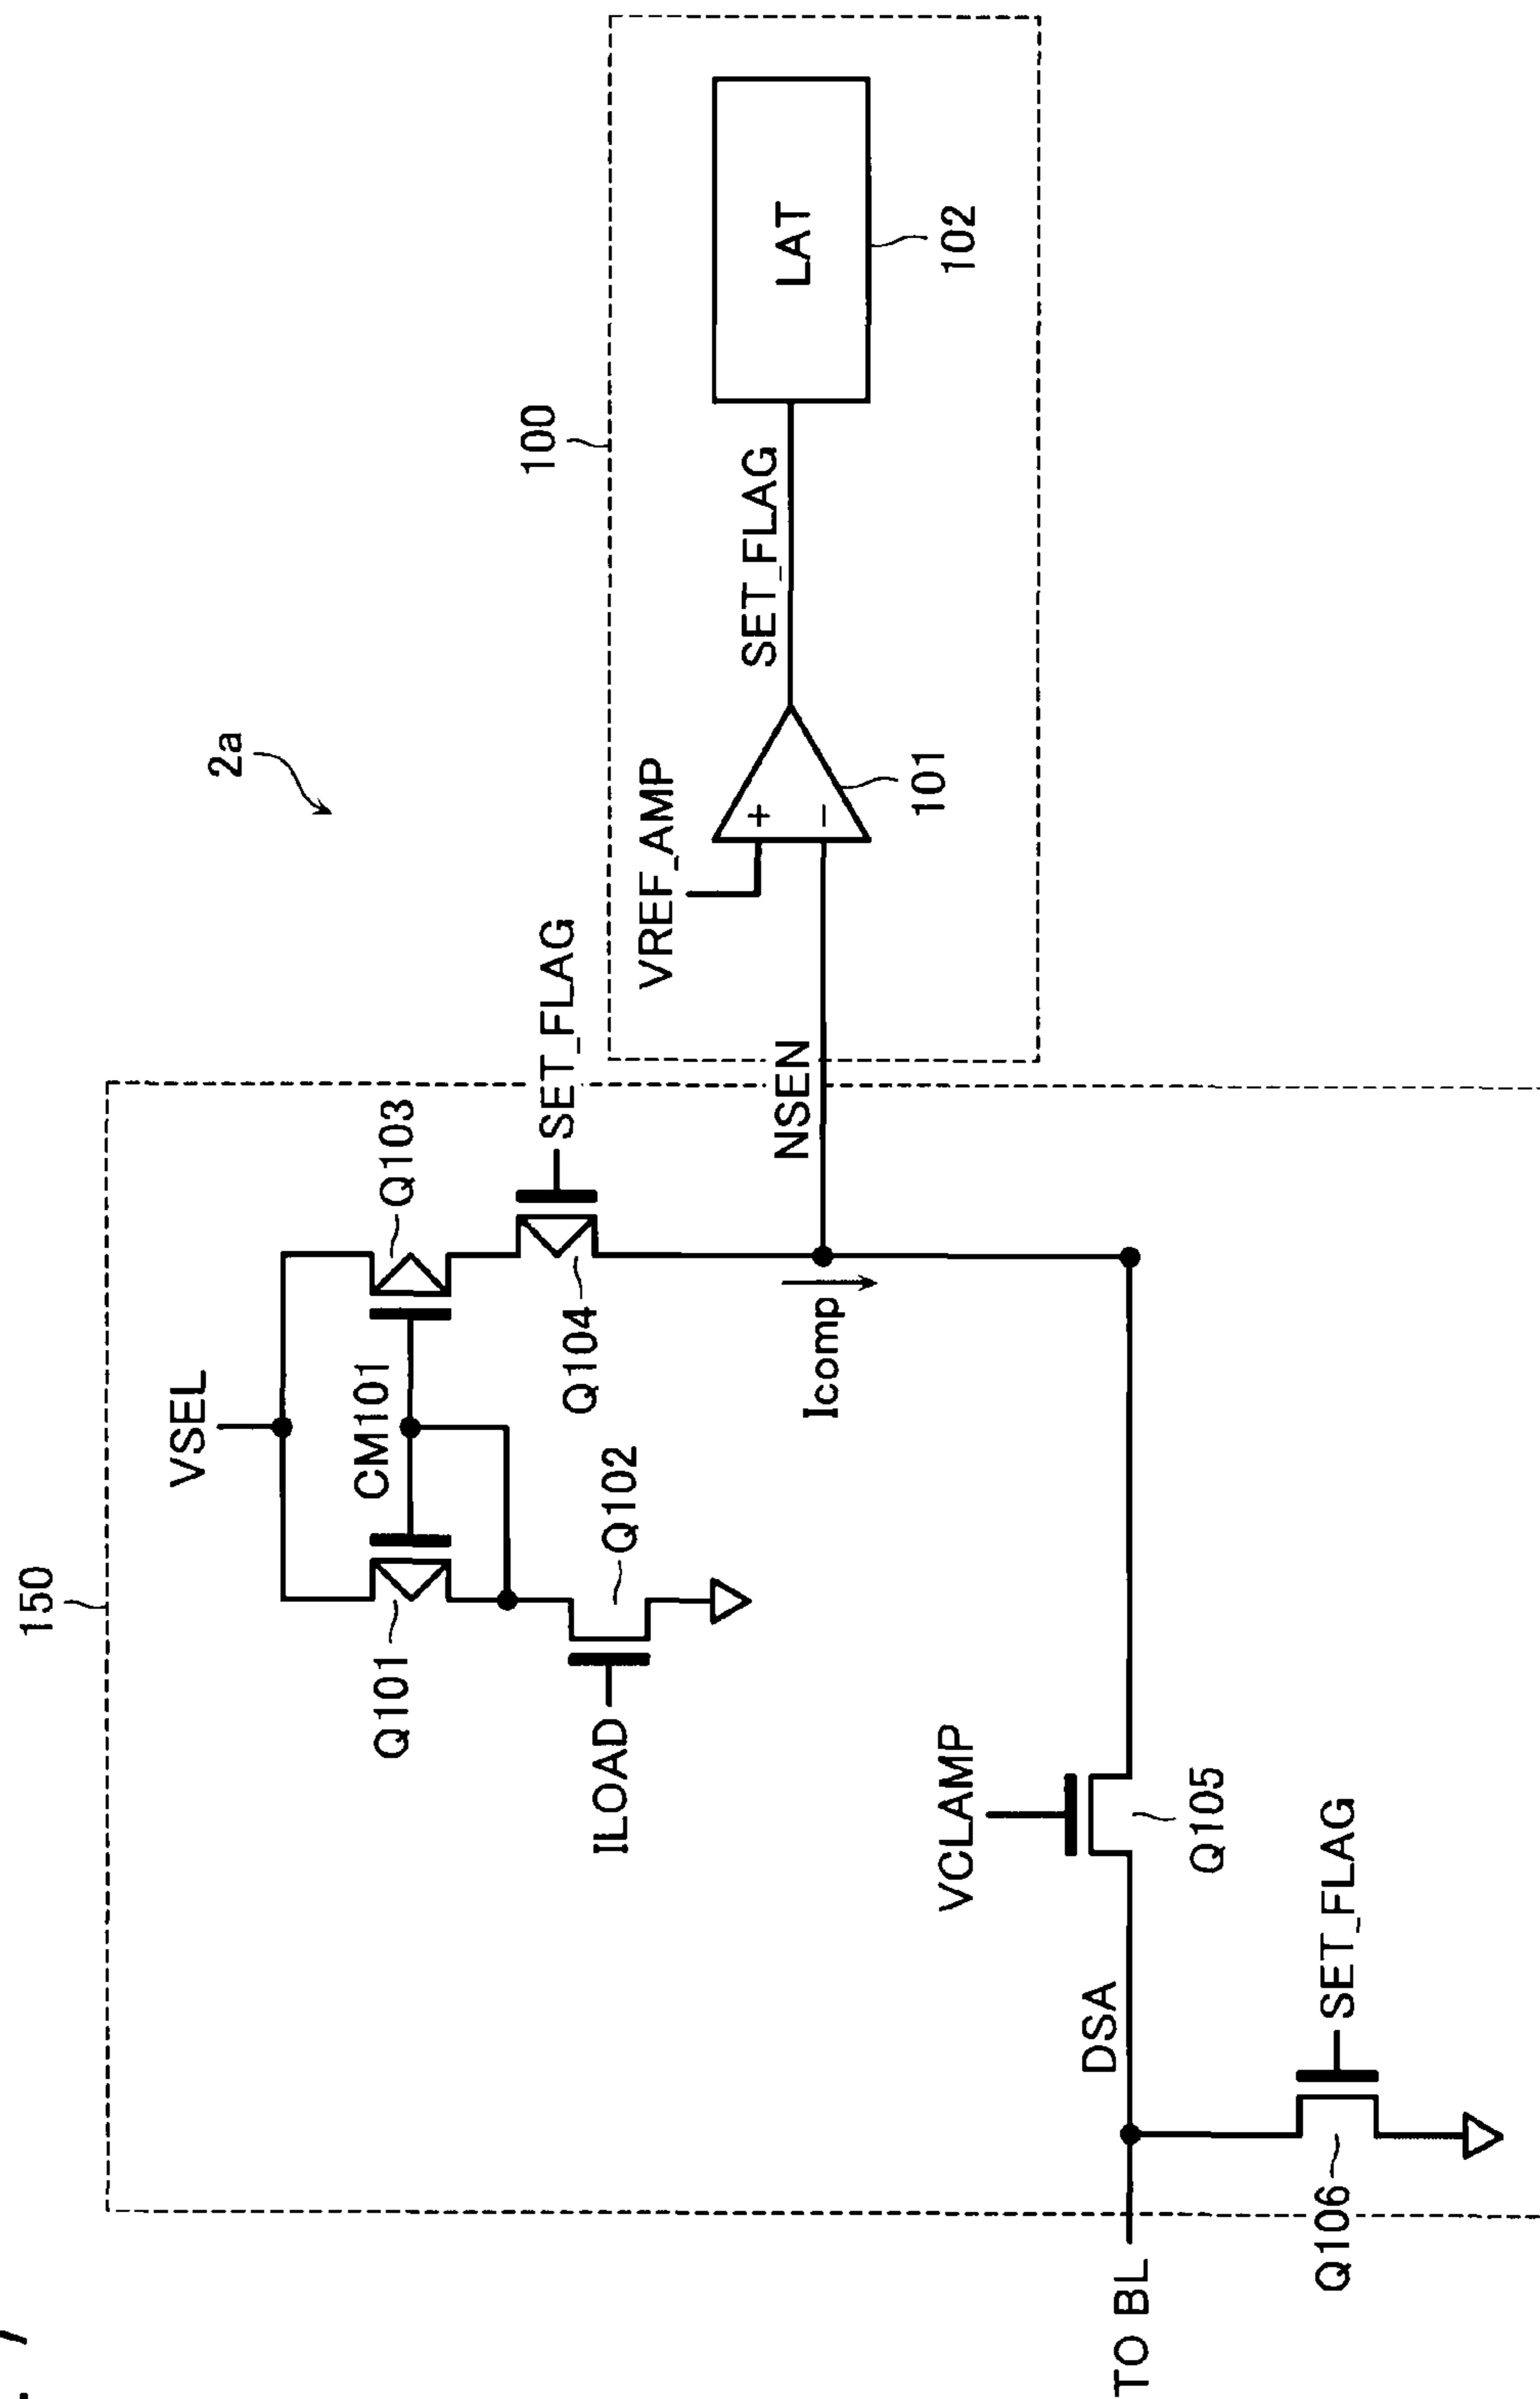 2a
150
VSEL
CM101
Q101
Q103
SET_FLAG
Q102
Q104
ILOAD
Icomp
NSEN
100
VREF_AMP
+
−
101
SET_FLAG
LAT
102
VCLAMP
DSA
Q105
TO BL
Q106
SET_FLAG